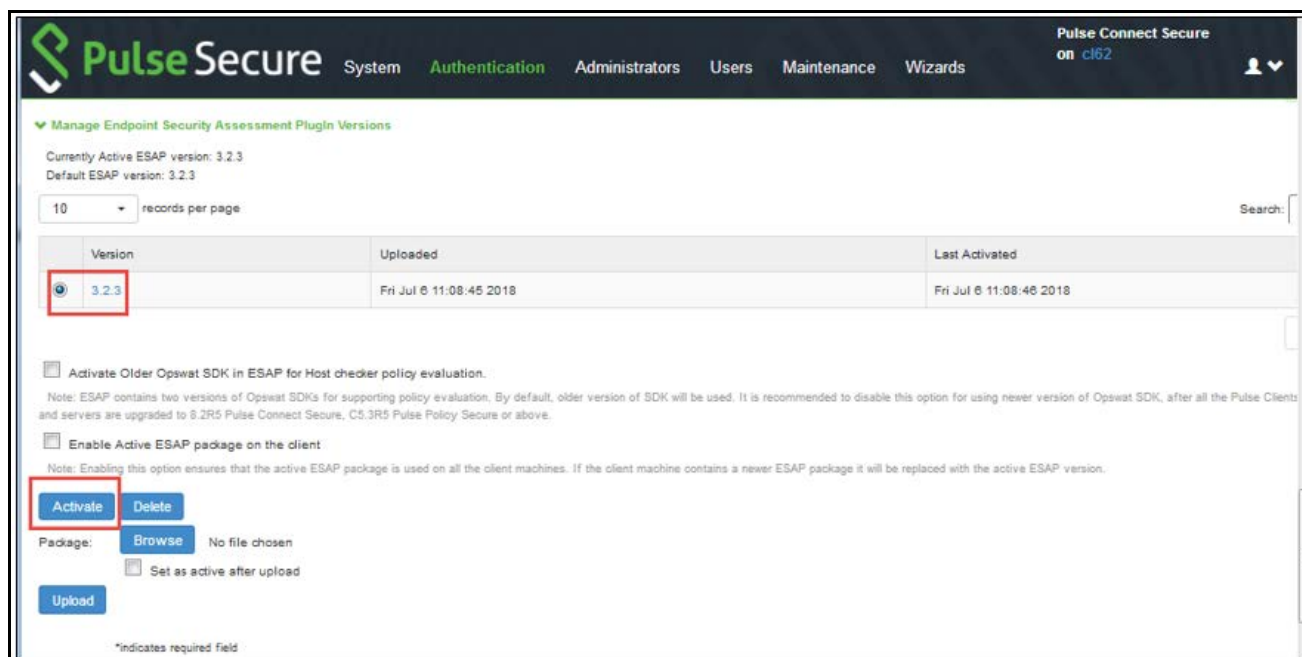 Pulse Secure System Authentication Administrators Users Maintenance Wizards
Pulse Connect Secure
on cl62
Manage Endpoint Security Assessment PlugIn Versions
Currently Active ESAP version: 3.2.3
Default ESAP version: 3.2.3
10 records per page
Search:
Version Uploaded Last Activated
3.2.3 Fri Jul 6 11:08:45 2018 Fri Jul 6 11:08:46 2018
Activate Older Opswat SDK in ESAP for Host checker policy evaluation.
Note: ESAP contains two versions of Opswat SDKs for supporting policy evaluation. By default, older version of SDK will be used. It is recommended to disable this option for using newer version of Opswat SDK, after all the Pulse Clients
and servers are upgraded to 8.2R5 Pulse Connect Secure, C5.3R5 Pulse Policy Secure or above.
Enable Active ESAP package on the client
Note: Enabling this option ensures that the active ESAP package is used on all the client machines. If the client machine contains a newer ESAP package it will be replaced with the active ESAP version.
Activate Delete
Package: Browse No file chosen
Set as active after upload
Upload
*indicates required field